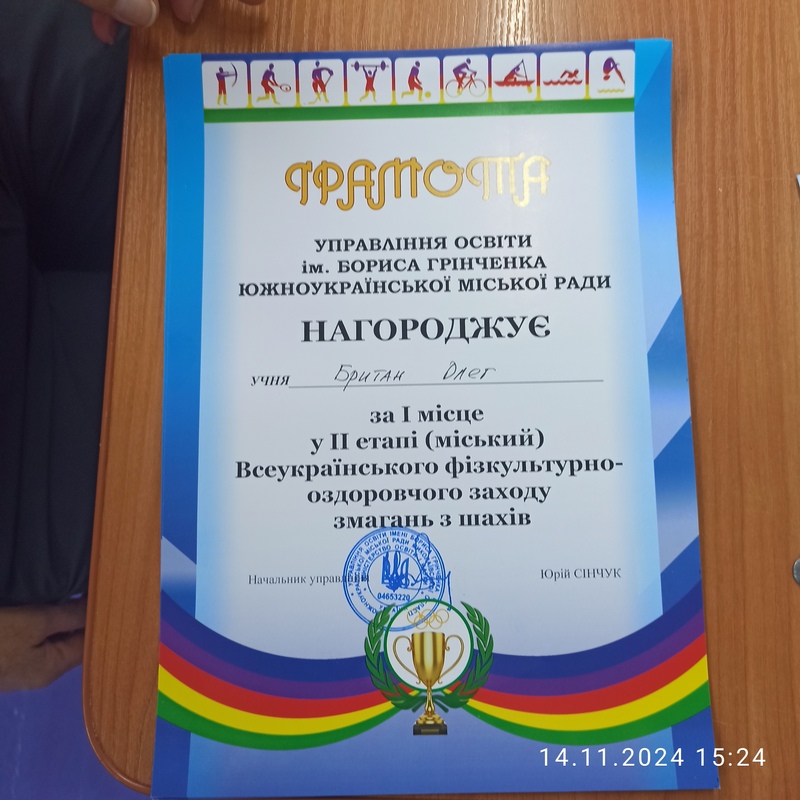 ГРАМОТА
УПРАВЛІННЯ ОСВІТИ
ім. БОРИСА ГРІНЧЕНКА
ЮЖНОУКРАЇНСЬКОЇ МІСЬКОЇ РАДИ
НАГОРОДЖУЄ
учня Британ Олег
за І місце
у ІІ етапі (міський)
Всеукраїнського фізкультурно-
оздоровчого заходу
змагань з шахів
Начальник управління Юрій СІНЧУК
04653220
14.11.2024 15:24